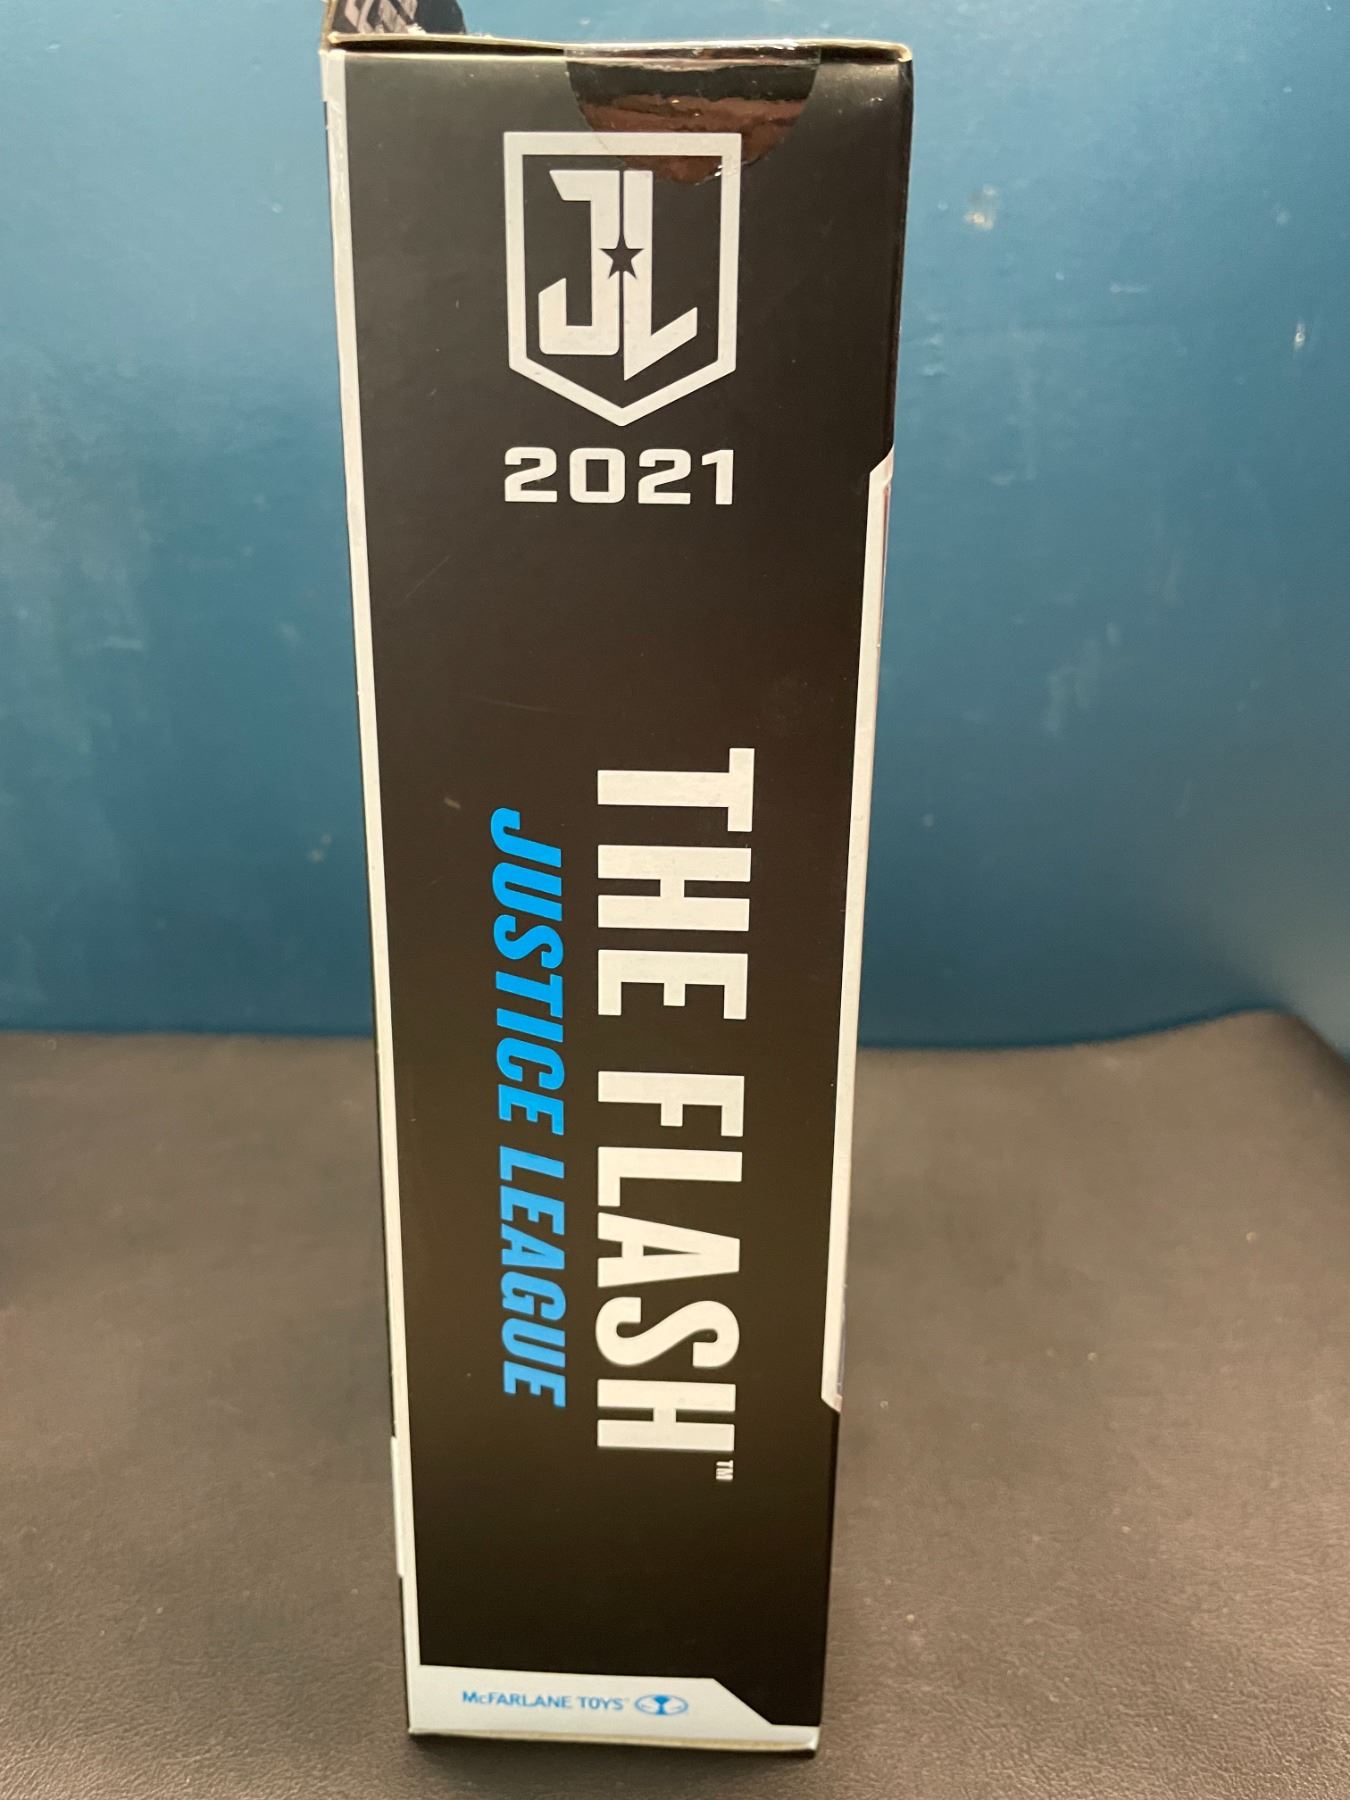 JL
2021
THE FLASH™
JUSTICE LEAGUE
McFARLANE TOYS